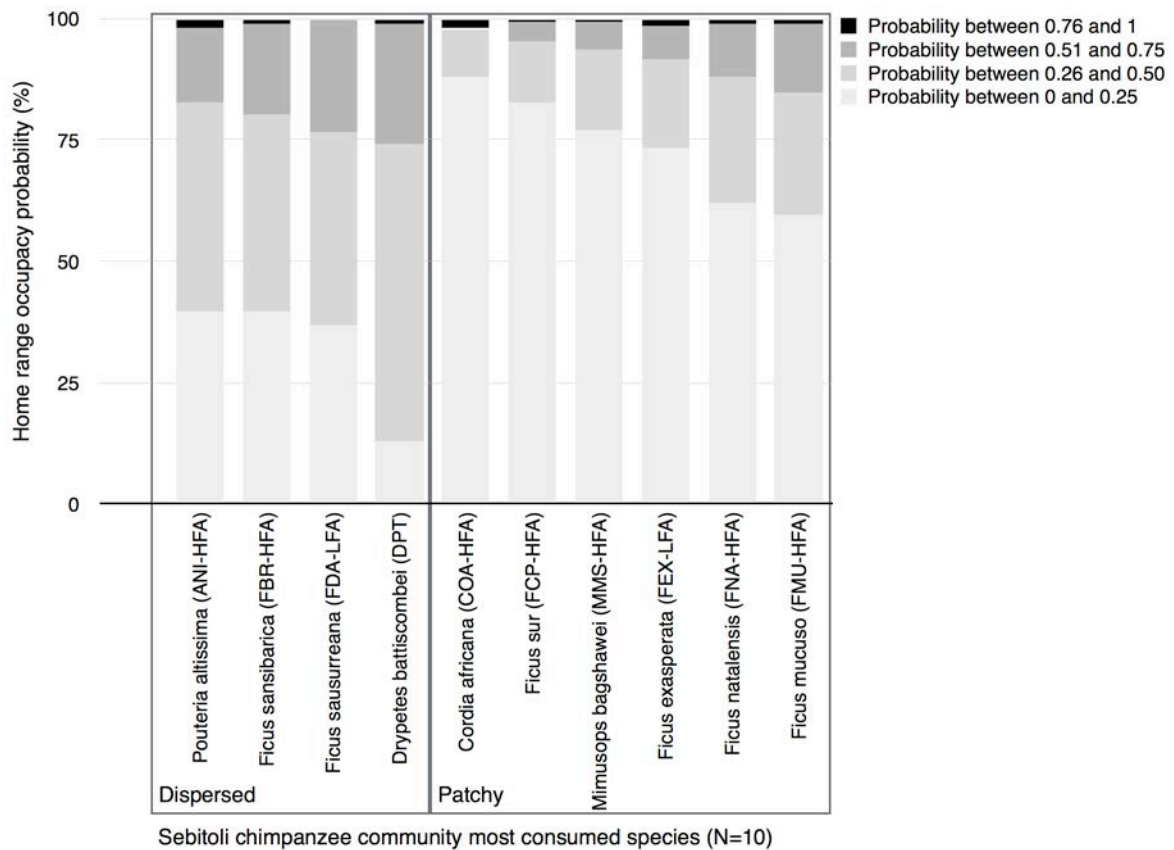 100
75
50
25
0
Home range occupancy probability (%)
Probability between 0.76 and 1
Probability between 0.51 and 0.75
Probability between 0.26 and 0.50
Probability between 0 and 0.25
Pouteria altissima (ANI-HFA)
Ficus sansibarica (FBR-HFA)
Ficus sausurreana (FDA-LFA)
Drypetes battiscombei (DPT)
Cordia africana (COA-HFA)
Ficus sur (FCP-HFA)
Mimusops bagshawei (MMS-HFA)
Ficus exasperata (FEX-LFA)
Ficus natalensis (FNA-HFA)
Ficus mucuso (FMU-HFA)
Dispersed
Patchy
Sebitoli chimpanzee community most consumed species (N=10)